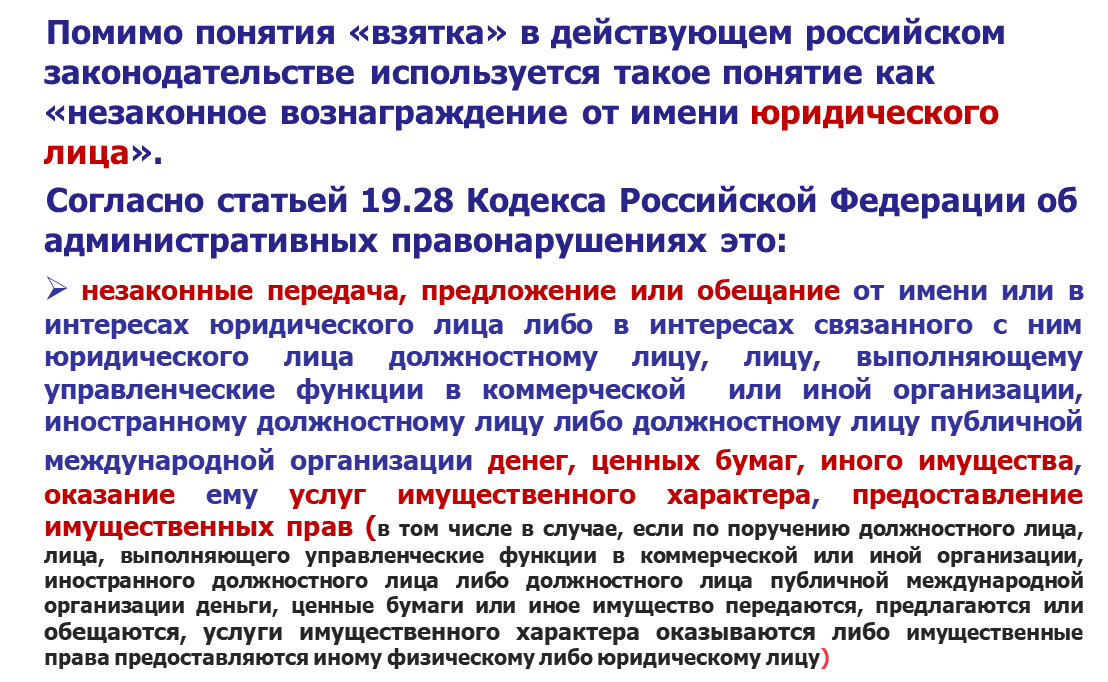 Помимо понятия «взятка» в действующем российском
законодательстве используется такое понятие как
«незаконное вознаграждение от имени юридического
лица».
Согласно статьей 19.28 Кодекса Российской Федерации об
административных правонарушениях это:
➢ незаконные передача, предложение или обещание от имени или в
интересах юридического лица либо в интересах связанного с ним
юридического лица должностному лицу, лицу, выполняющему
управленческие функции в коммерческой или иной организации,
иностранному должностному лицу либо должностному лицу публичной
международной организации денег, ценных бумаг, иного имущества,
оказание ему услуг имущественного характера, предоставление
имущественных прав (в том числе в случае, если по поручению должностного лица,
лица, выполняющего управленческие функции в коммерческой или иной организации,
иностранного должностного лица либо должностного лица публичной международной
организации деньги, ценные бумаги или иное имущество передаются, предлагаются или
обещаются, услуги имущественного характера оказываются либо имущественные
права предоставляются иному физическому либо юридическому лицу)